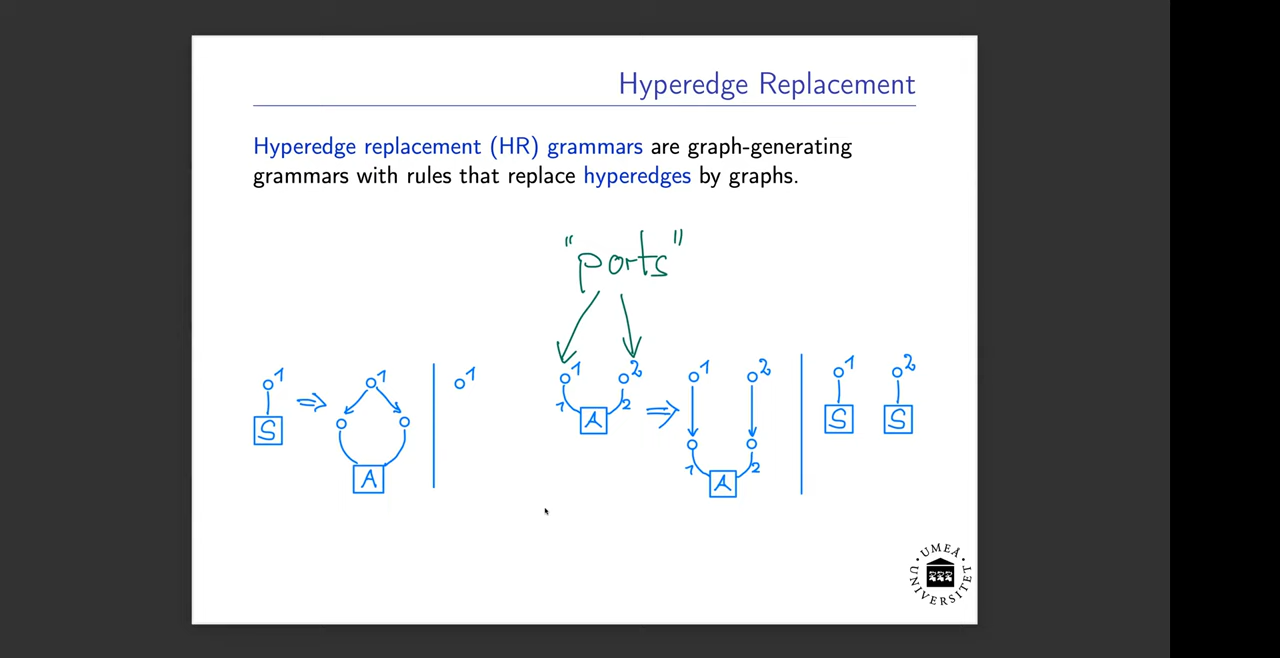 Hyperedge Replacement
Hyperedge replacement (HR) grammars are graph-generating
grammars with rules that replace hyperedges by graphs.
"ports"
1 S ⇒ 1 A | 1
1 2 1 A 2 ⇒ 1 2 1 A 2 | 1 S 2 S
UMEÅ UNIVERSITET